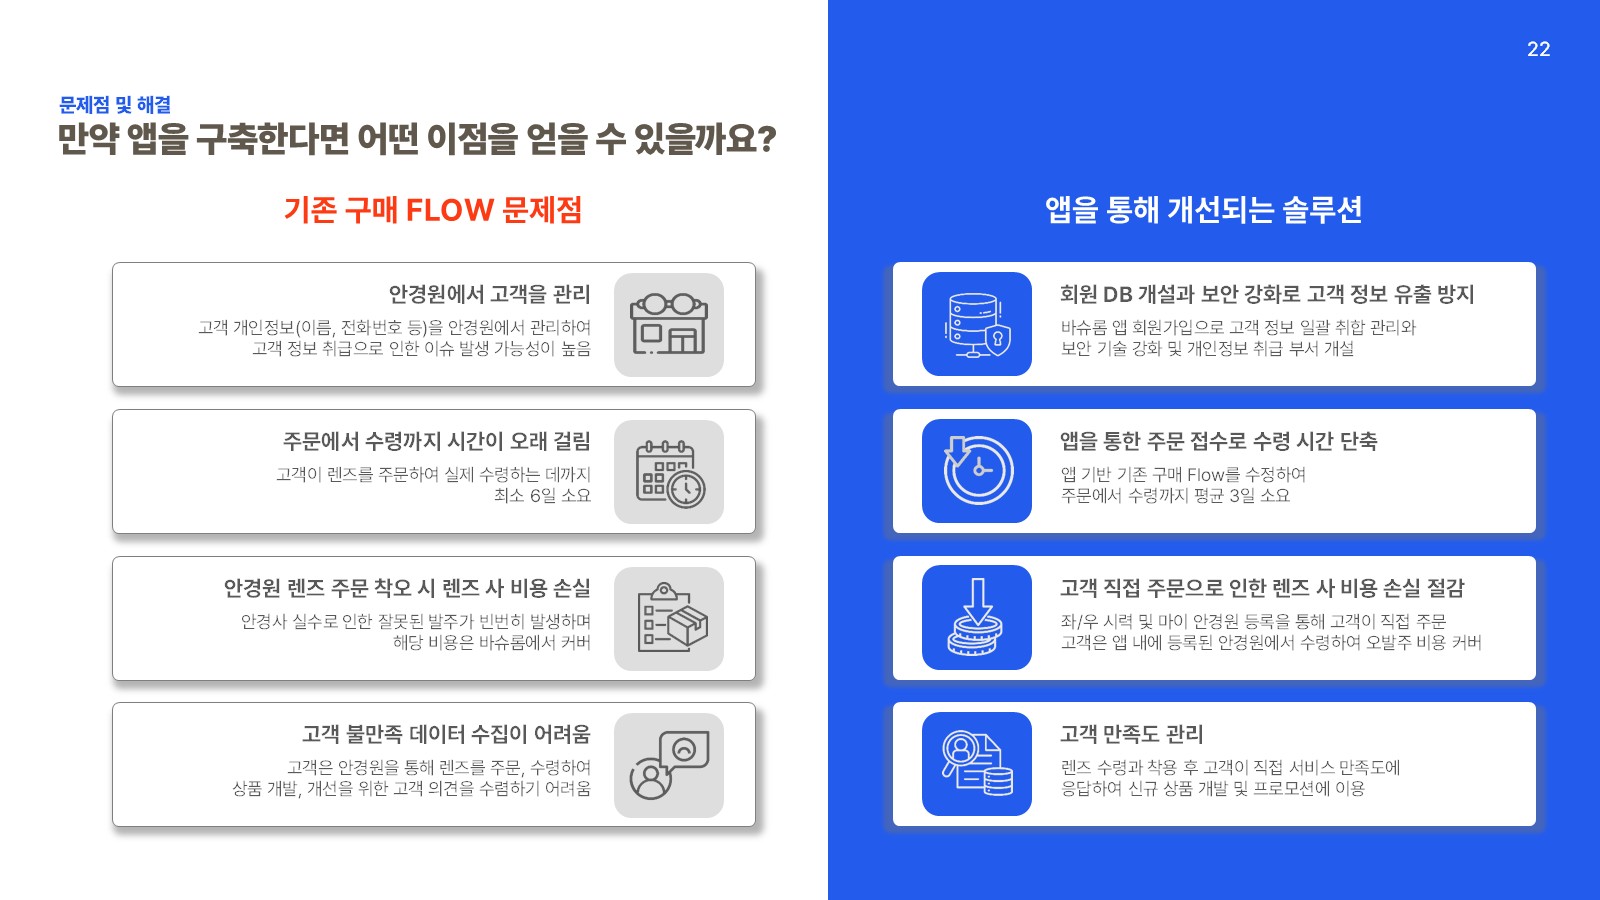 22
문제점 및 해결
만약 앱을 구축한다면 어떤 이점을 얻을 수 있을까요?
기존 구매 FLOW 문제점
안경원에서 고객을 관리
고객 개인정보(이름, 전화번호 등)을 안경원에서 관리하여
고객 정보 취급으로 인한 이슈 발생 가능성이 높음
주문에서 수령까지 시간이 오래 걸림
고객이 렌즈를 주문하여 실제 수령하는 데까지
최소 6일 소요
안경원 렌즈 주문 착오 시 렌즈 사 비용 손실
안경사 실수로 인한 잘못된 발주가 빈번히 발생하며
해당 비용은 바슈롬에서 커버
고객 불만족 데이터 수집이 어려움
고객은 안경원을 통해 렌즈를 주문, 수령하여
상품 개발, 개선을 위한 고객 의견을 수렴하기 어려움
앱을 통해 개선되는 솔루션
회원 DB 개설과 보안 강화로 고객 정보 유출 방지
바슈롬 앱 회원가입으로 고객 정보 일괄 취합 관리와
보안 기술 강화 및 개인정보 취급 부서 개설
앱을 통한 주문 접수로 수령 시간 단축
앱 기반 기존 구매 Flow를 수정하여
주문에서 수령까지 평균 3일 소요
고객 직접 주문으로 인한 렌즈 사 비용 손실 절감
좌/우 시력 및 마이 안경원 등록을 통해 고객이 직접 주문
고객은 앱 내에 등록된 안경원에서 수령하여 오발주 비용 커버
고객 만족도 관리
렌즈 수령과 착용 후 고객이 직접 서비스 만족도에
응답하여 신규 상품 개발 및 프로모션에 이용